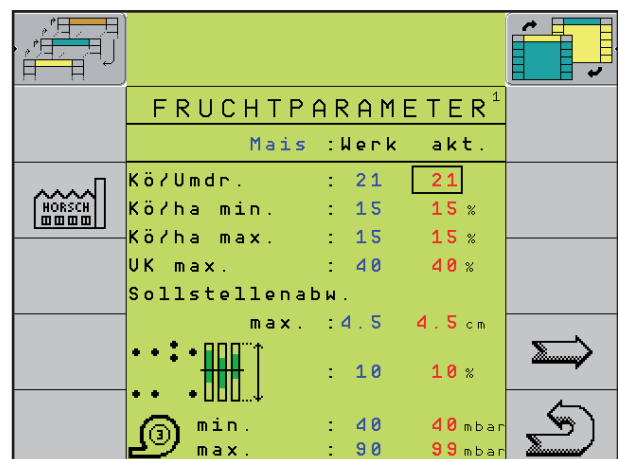 FRUCHTPARAMETER1
Mais :Werk akt.
Kö/Umdr. : 21 21
HORSCH
Kö/ha min. : 15 15 %
Kö/ha max. : 15 15 %
VK max. : 40 40 %
Sollstellenabw.
max. :4.5 4.5 cm
: 10 10 %
3 min. : 40 40 mbar
max. : 90 99 mbar